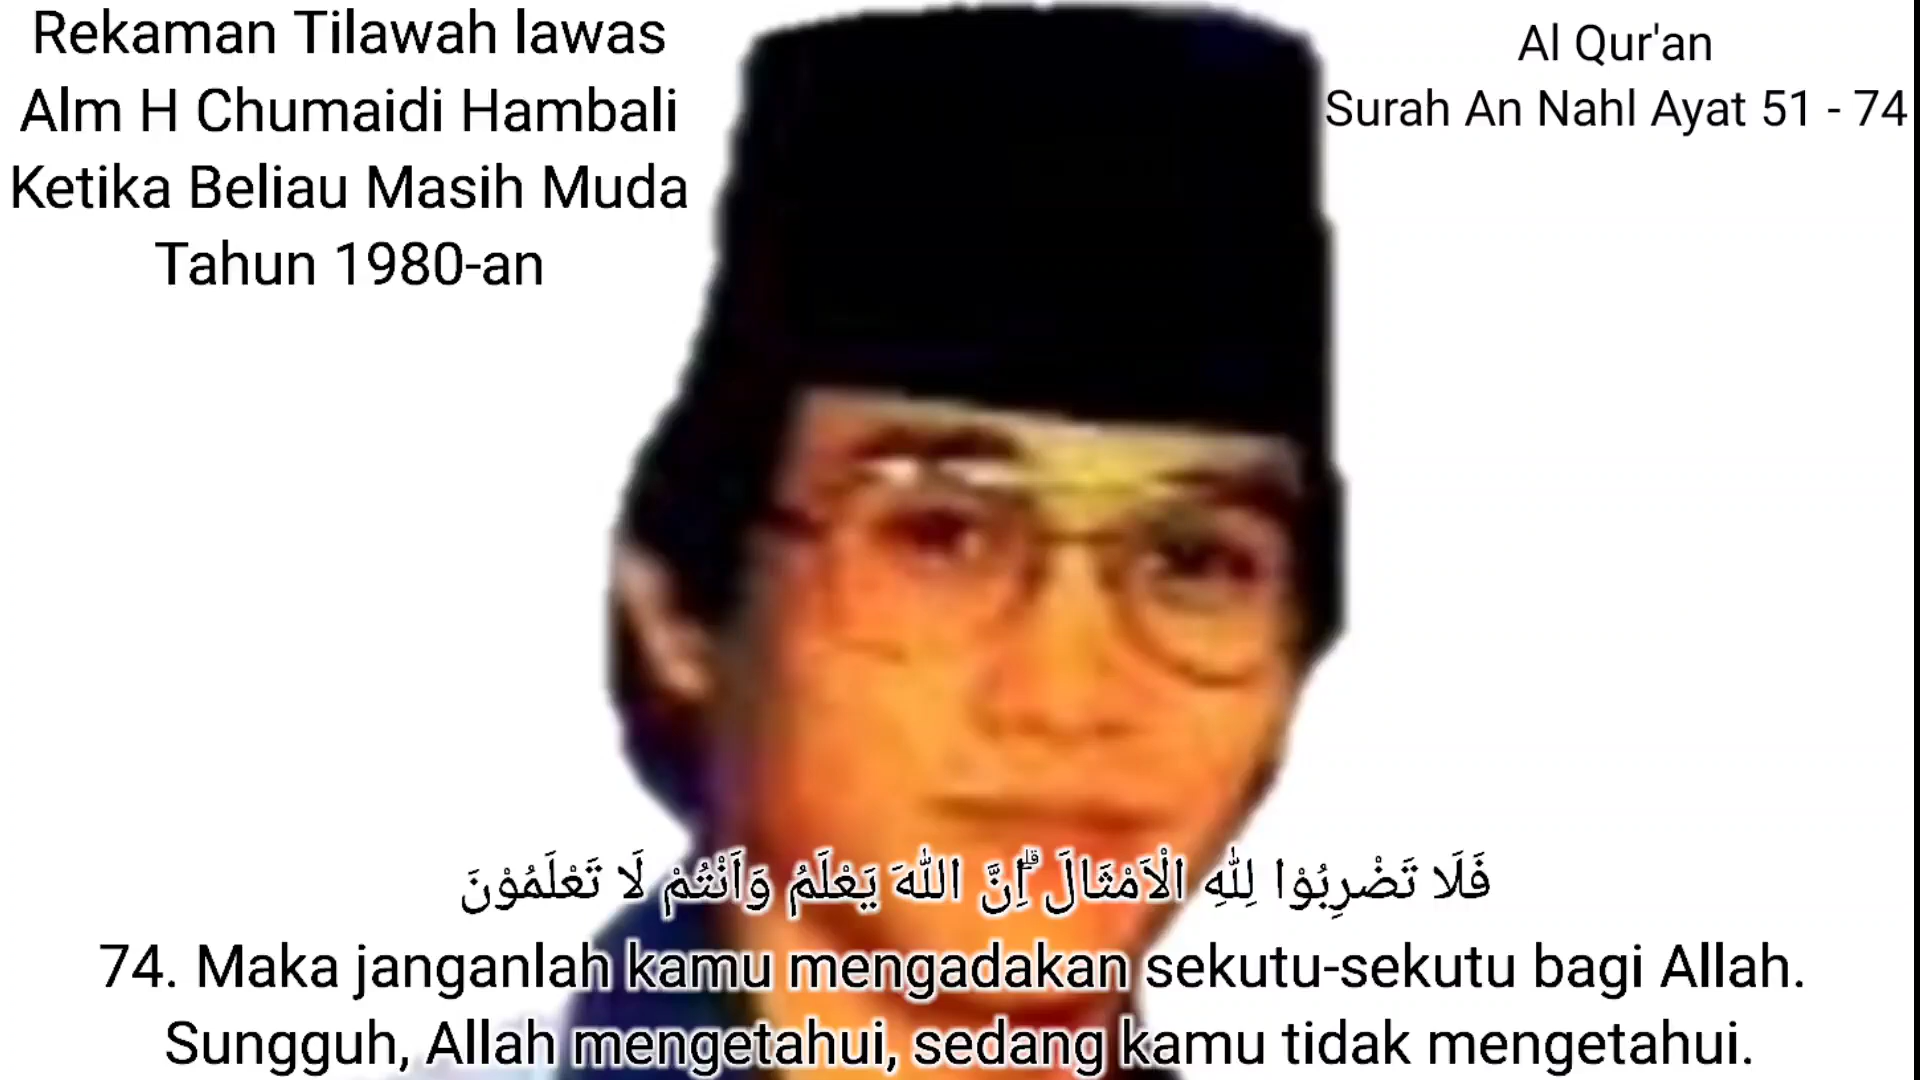 Rekaman Tilawah lawas
Alm H Chumaidi Hambali
Ketika Beliau Masih Muda
Tahun 1980-an
Al Qur'an
Surah An Nahl Ayat 51 - 74
فَلَا تَضْرِبُوْا لِلّٰهِ الْاَمْثَالَ ۗاِنَّ اللّٰهَ يَعْلَمُ وَاَنْتُمْ لَا تَعْلَمُوْنَ
74. Maka janganlah kamu mengadakan sekutu-sekutu bagi Allah.
Sungguh, Allah mengetahui, sedang kamu tidak mengetahui.